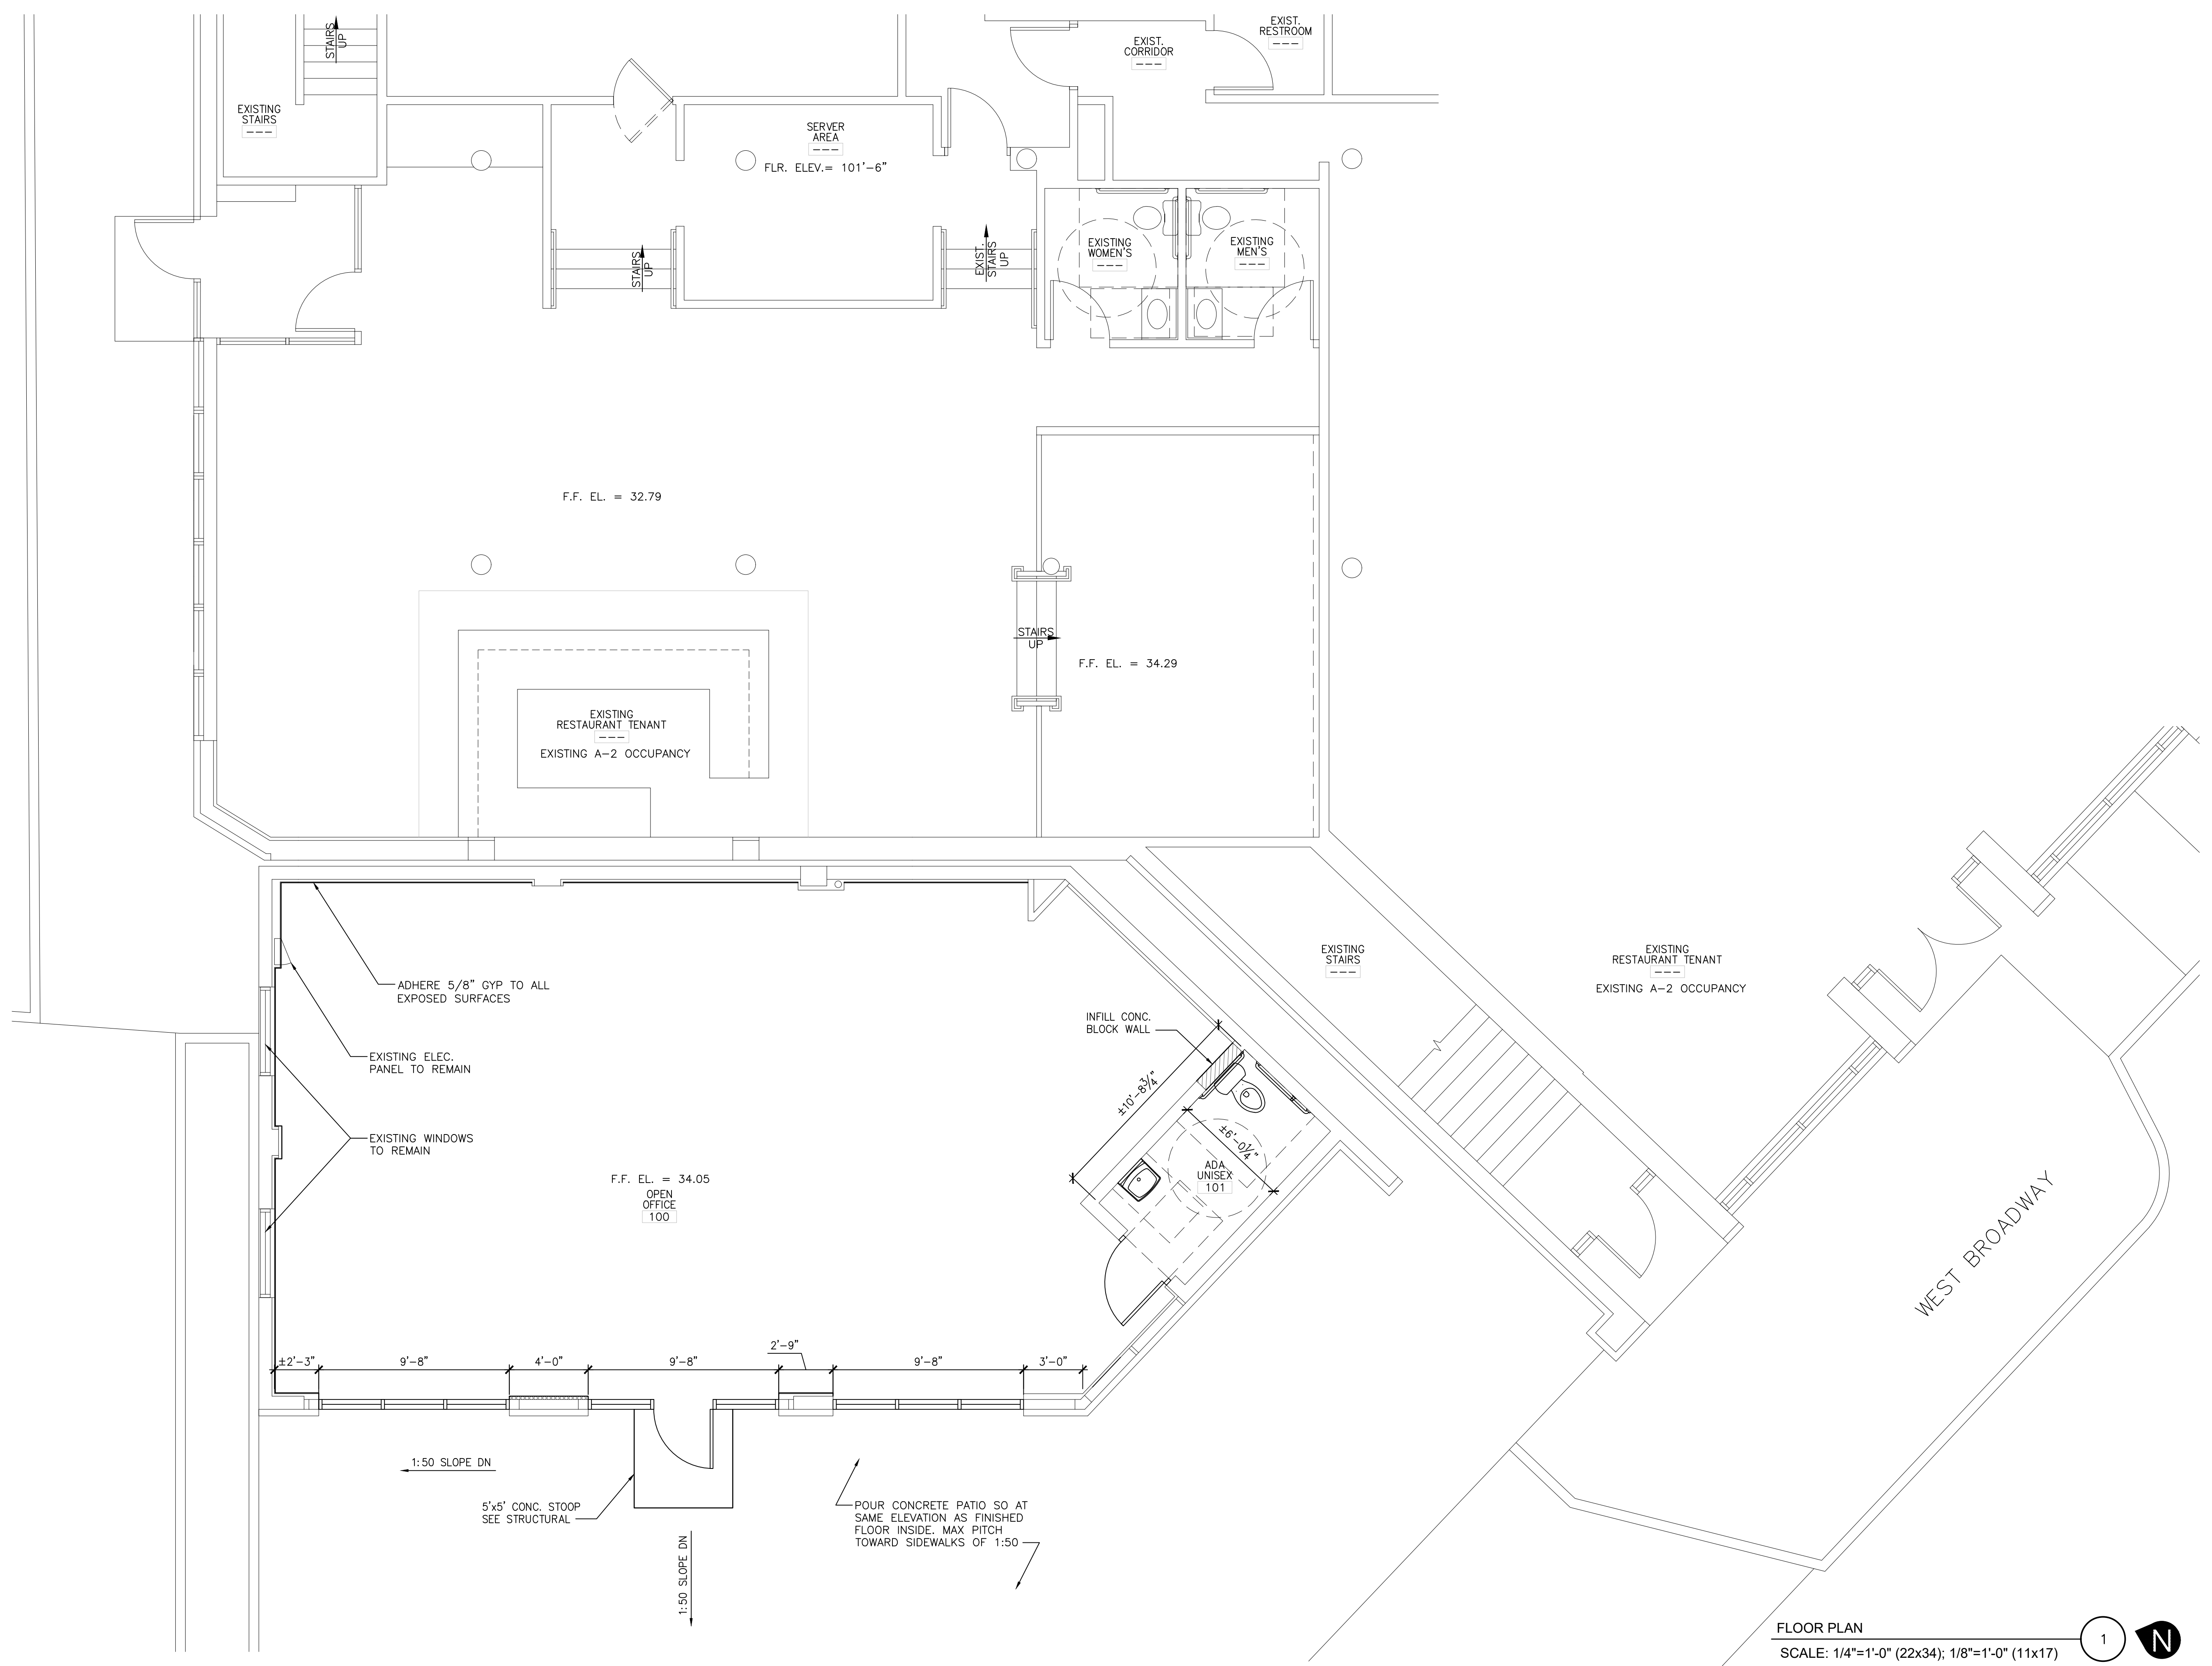 STAIRS
UP
EXIST.
RESTROOM
---
EXIST.
CORRIDOR
---
EXISTING
STAIRS
---
SERVER
AREA
---
FLR. ELEV.= 101'-6"
STAIRS
UP
EXIST.
STAIRS
UP
EXISTING
WOMEN'S
---
EXISTING
MEN'S
---
F.F. EL. = 32.79
STAIRS
UP
F.F. EL. = 34.29
EXISTING
RESTAURANT TENANT
---
EXISTING A-2 OCCUPANCY
ADHERE 5/8" GYP TO ALL
EXPOSED SURFACES
EXISTING
STAIRS
---
EXISTING
RESTAURANT TENANT
---
EXISTING A-2 OCCUPANCY
INFILL CONC.
BLOCK WALL
EXISTING ELEC.
PANEL TO REMAIN
±10'-8¾"
EXISTING WINDOWS
TO REMAIN
±6'-0¼"
ADA
UNISEX
101
F.F. EL. = 34.05
OPEN
OFFICE
100
WEST BROADWAY
±2'-3"
9'-8"
4'-0"
9'-8"
2'-9"
9'-8"
3'-0"
1:50 SLOPE DN
5'x5' CONC. STOOP
SEE STRUCTURAL
POUR CONCRETE PATIO SO AT
SAME ELEVATION AS FINISHED
FLOOR INSIDE. MAX PITCH
TOWARD SIDEWALKS OF 1:50
1:50 SLOPE DN
FLOOR PLAN
SCALE: 1/4"=1'-0" (22x34); 1/8"=1'-0" (11x17)
1
N